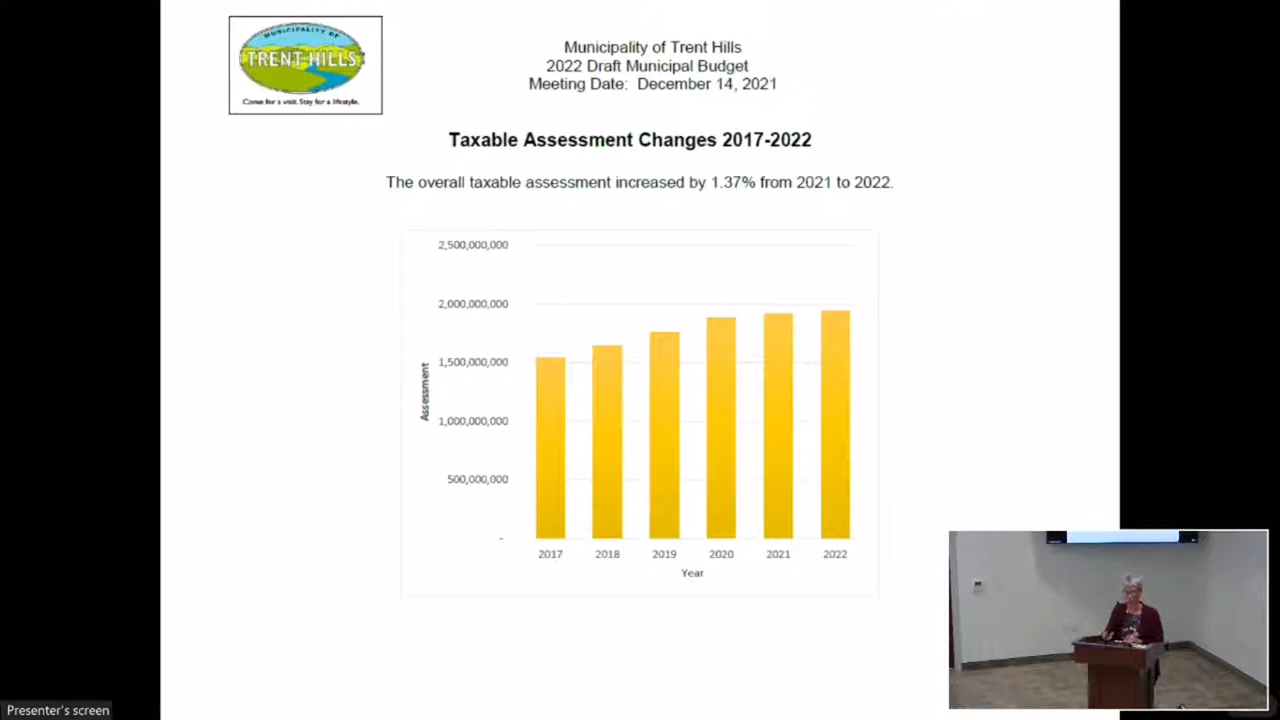 MUNICIPALITY OF
TRENT HILLS
Come for a visit. Stay for a lifestyle.
Municipality of Trent Hills
2022 Draft Municipal Budget
Meeting Date: December 14, 2021
Taxable Assessment Changes 2017-2022
The overall taxable assessment increased by 1.37% from 2021 to 2022.
2,500,000,000
2,000,000,000
1,500,000,000
1,000,000,000
500,000,000
-
Assessment
2017 2018 2019 2020 2021 2022
Year
Presenter's screen